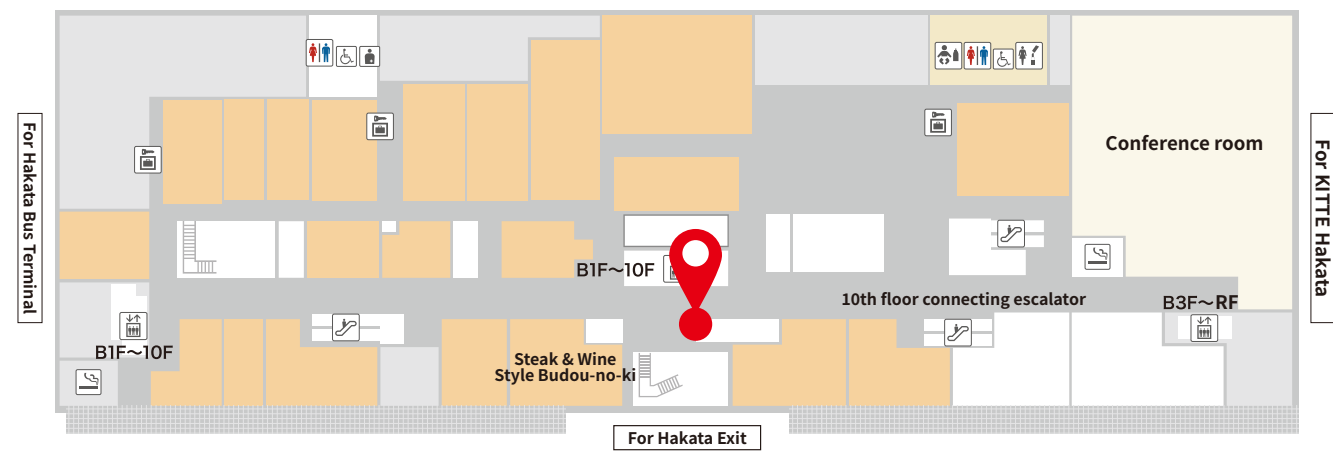 Conference room
For Hakata Bus Terminal
For KITTE Hakata
B1F～10F
10th floor connecting escalator
B3F～RF
B1F～10F
Steak & Wine
Style Budou-no-ki
For Hakata Exit